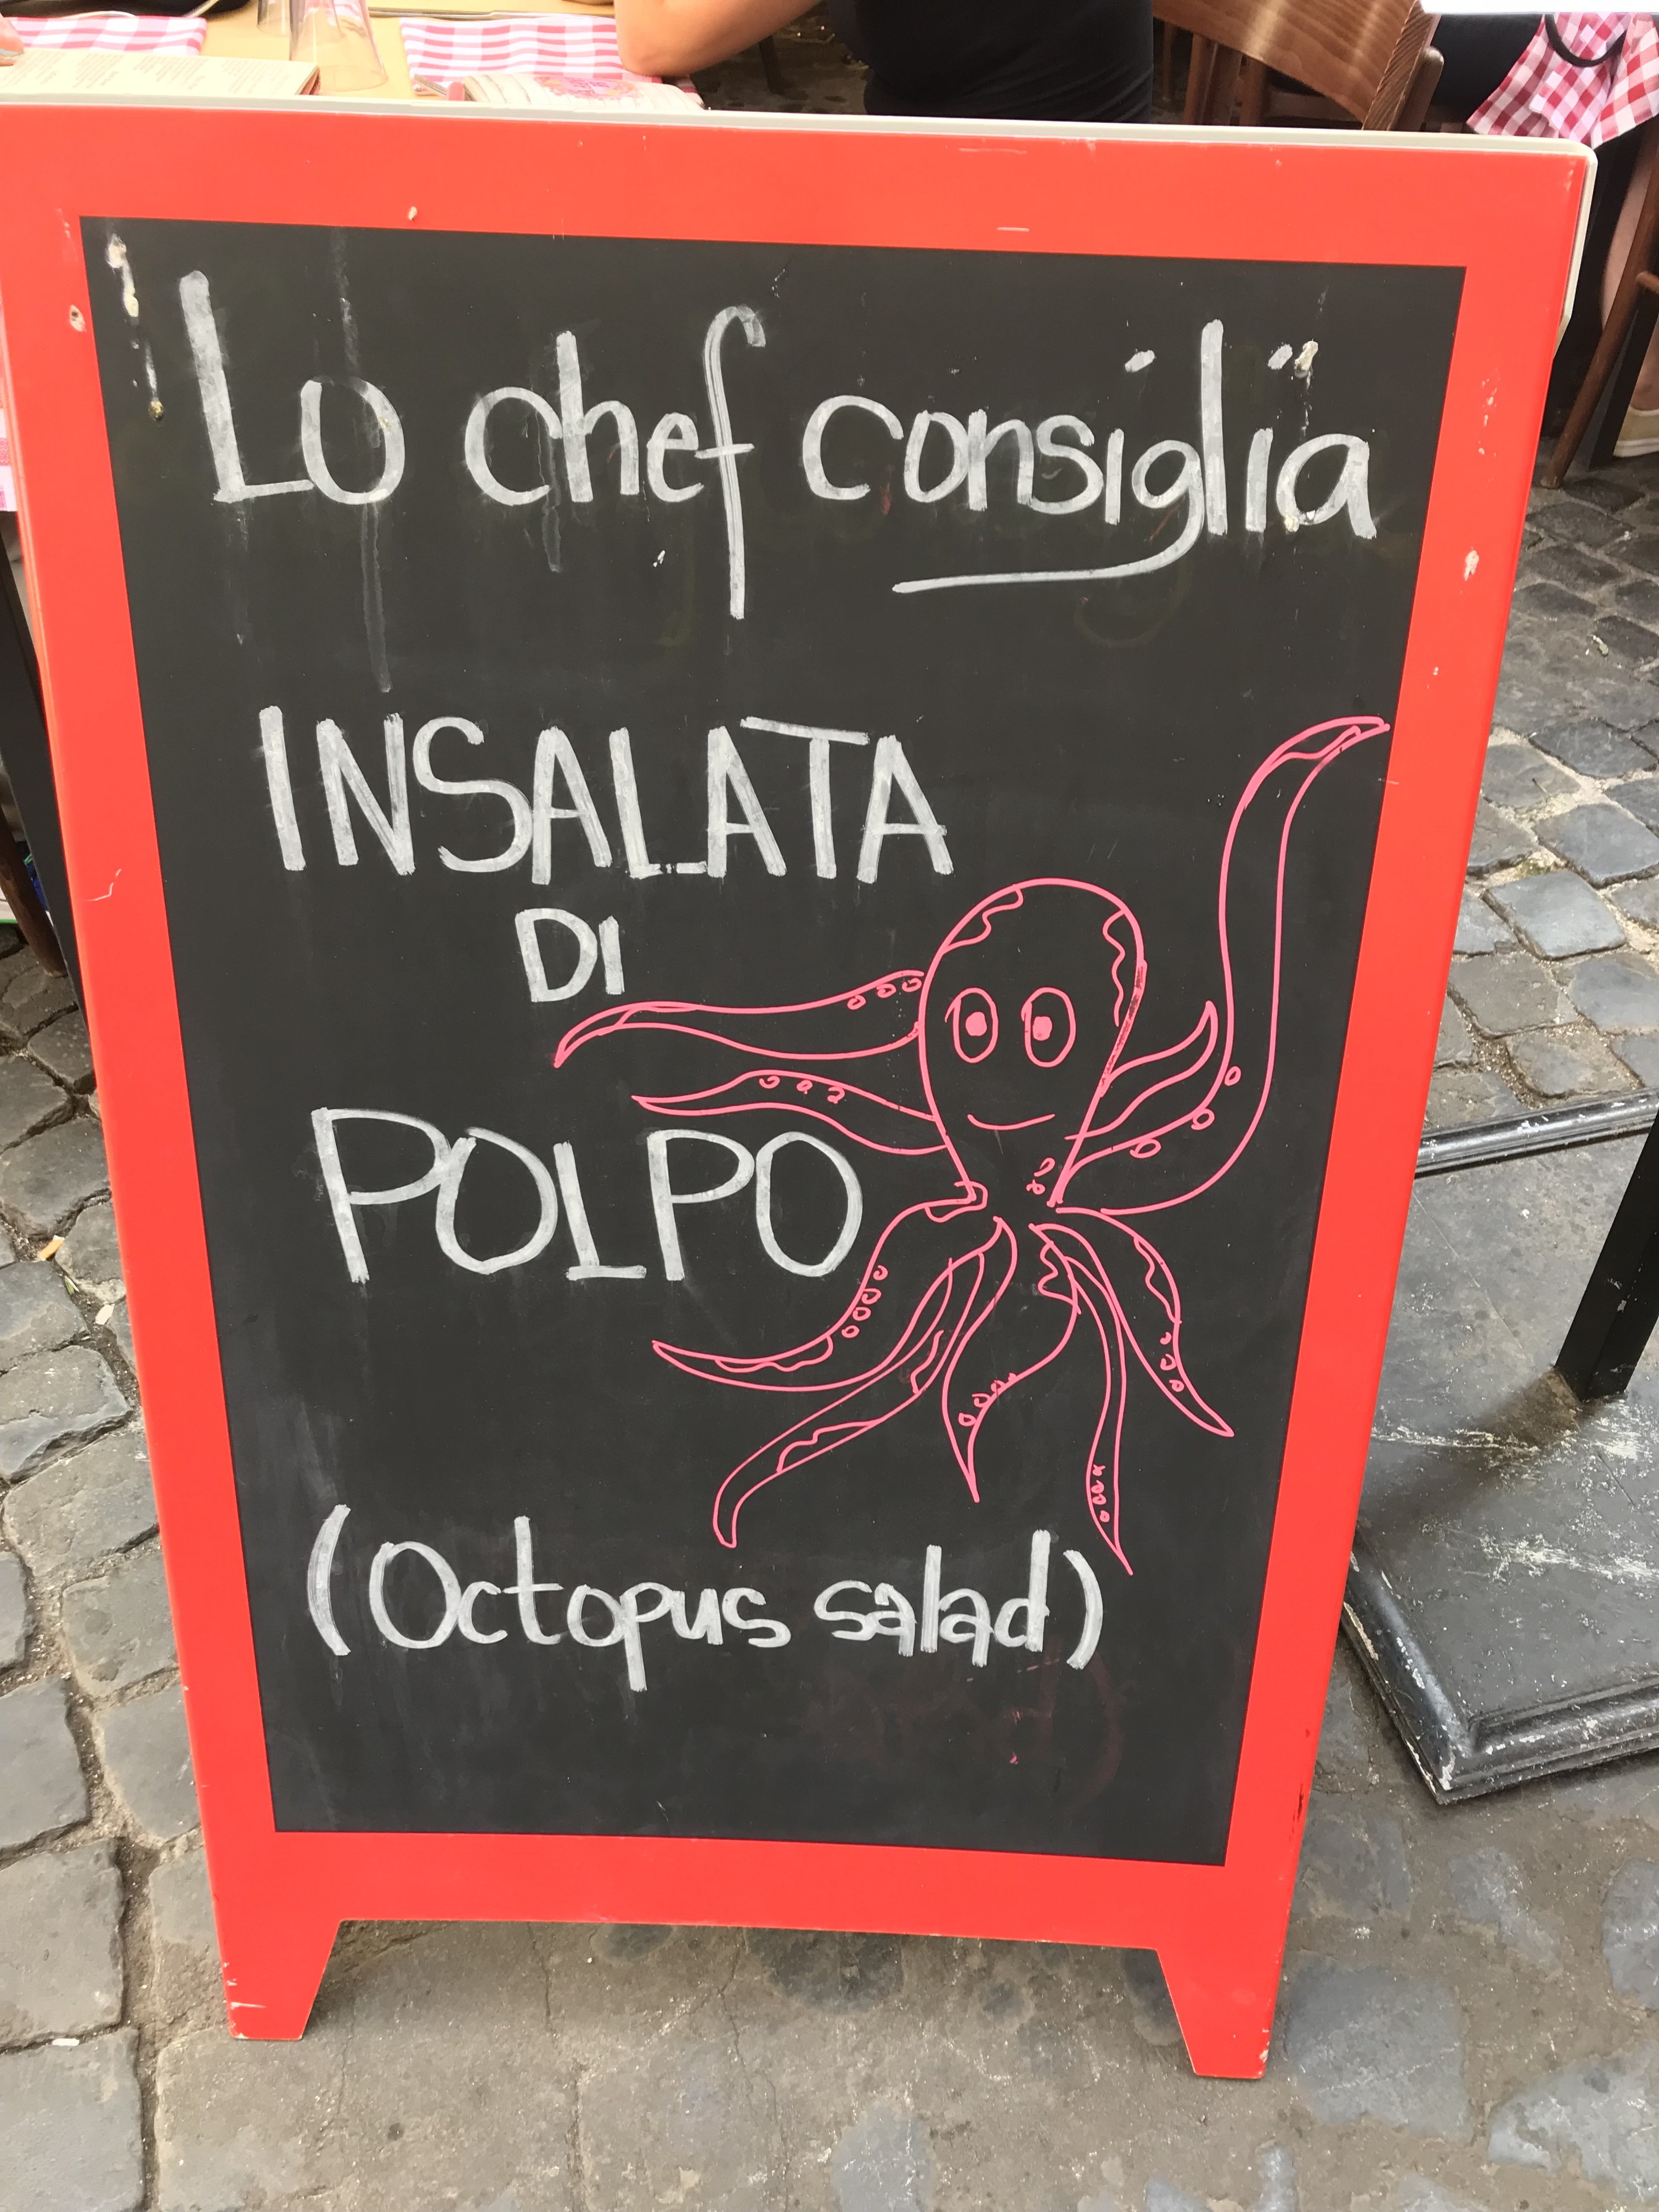 Lo chef consiglia
INSALATA
DI
POLPO
(Octopus salad)